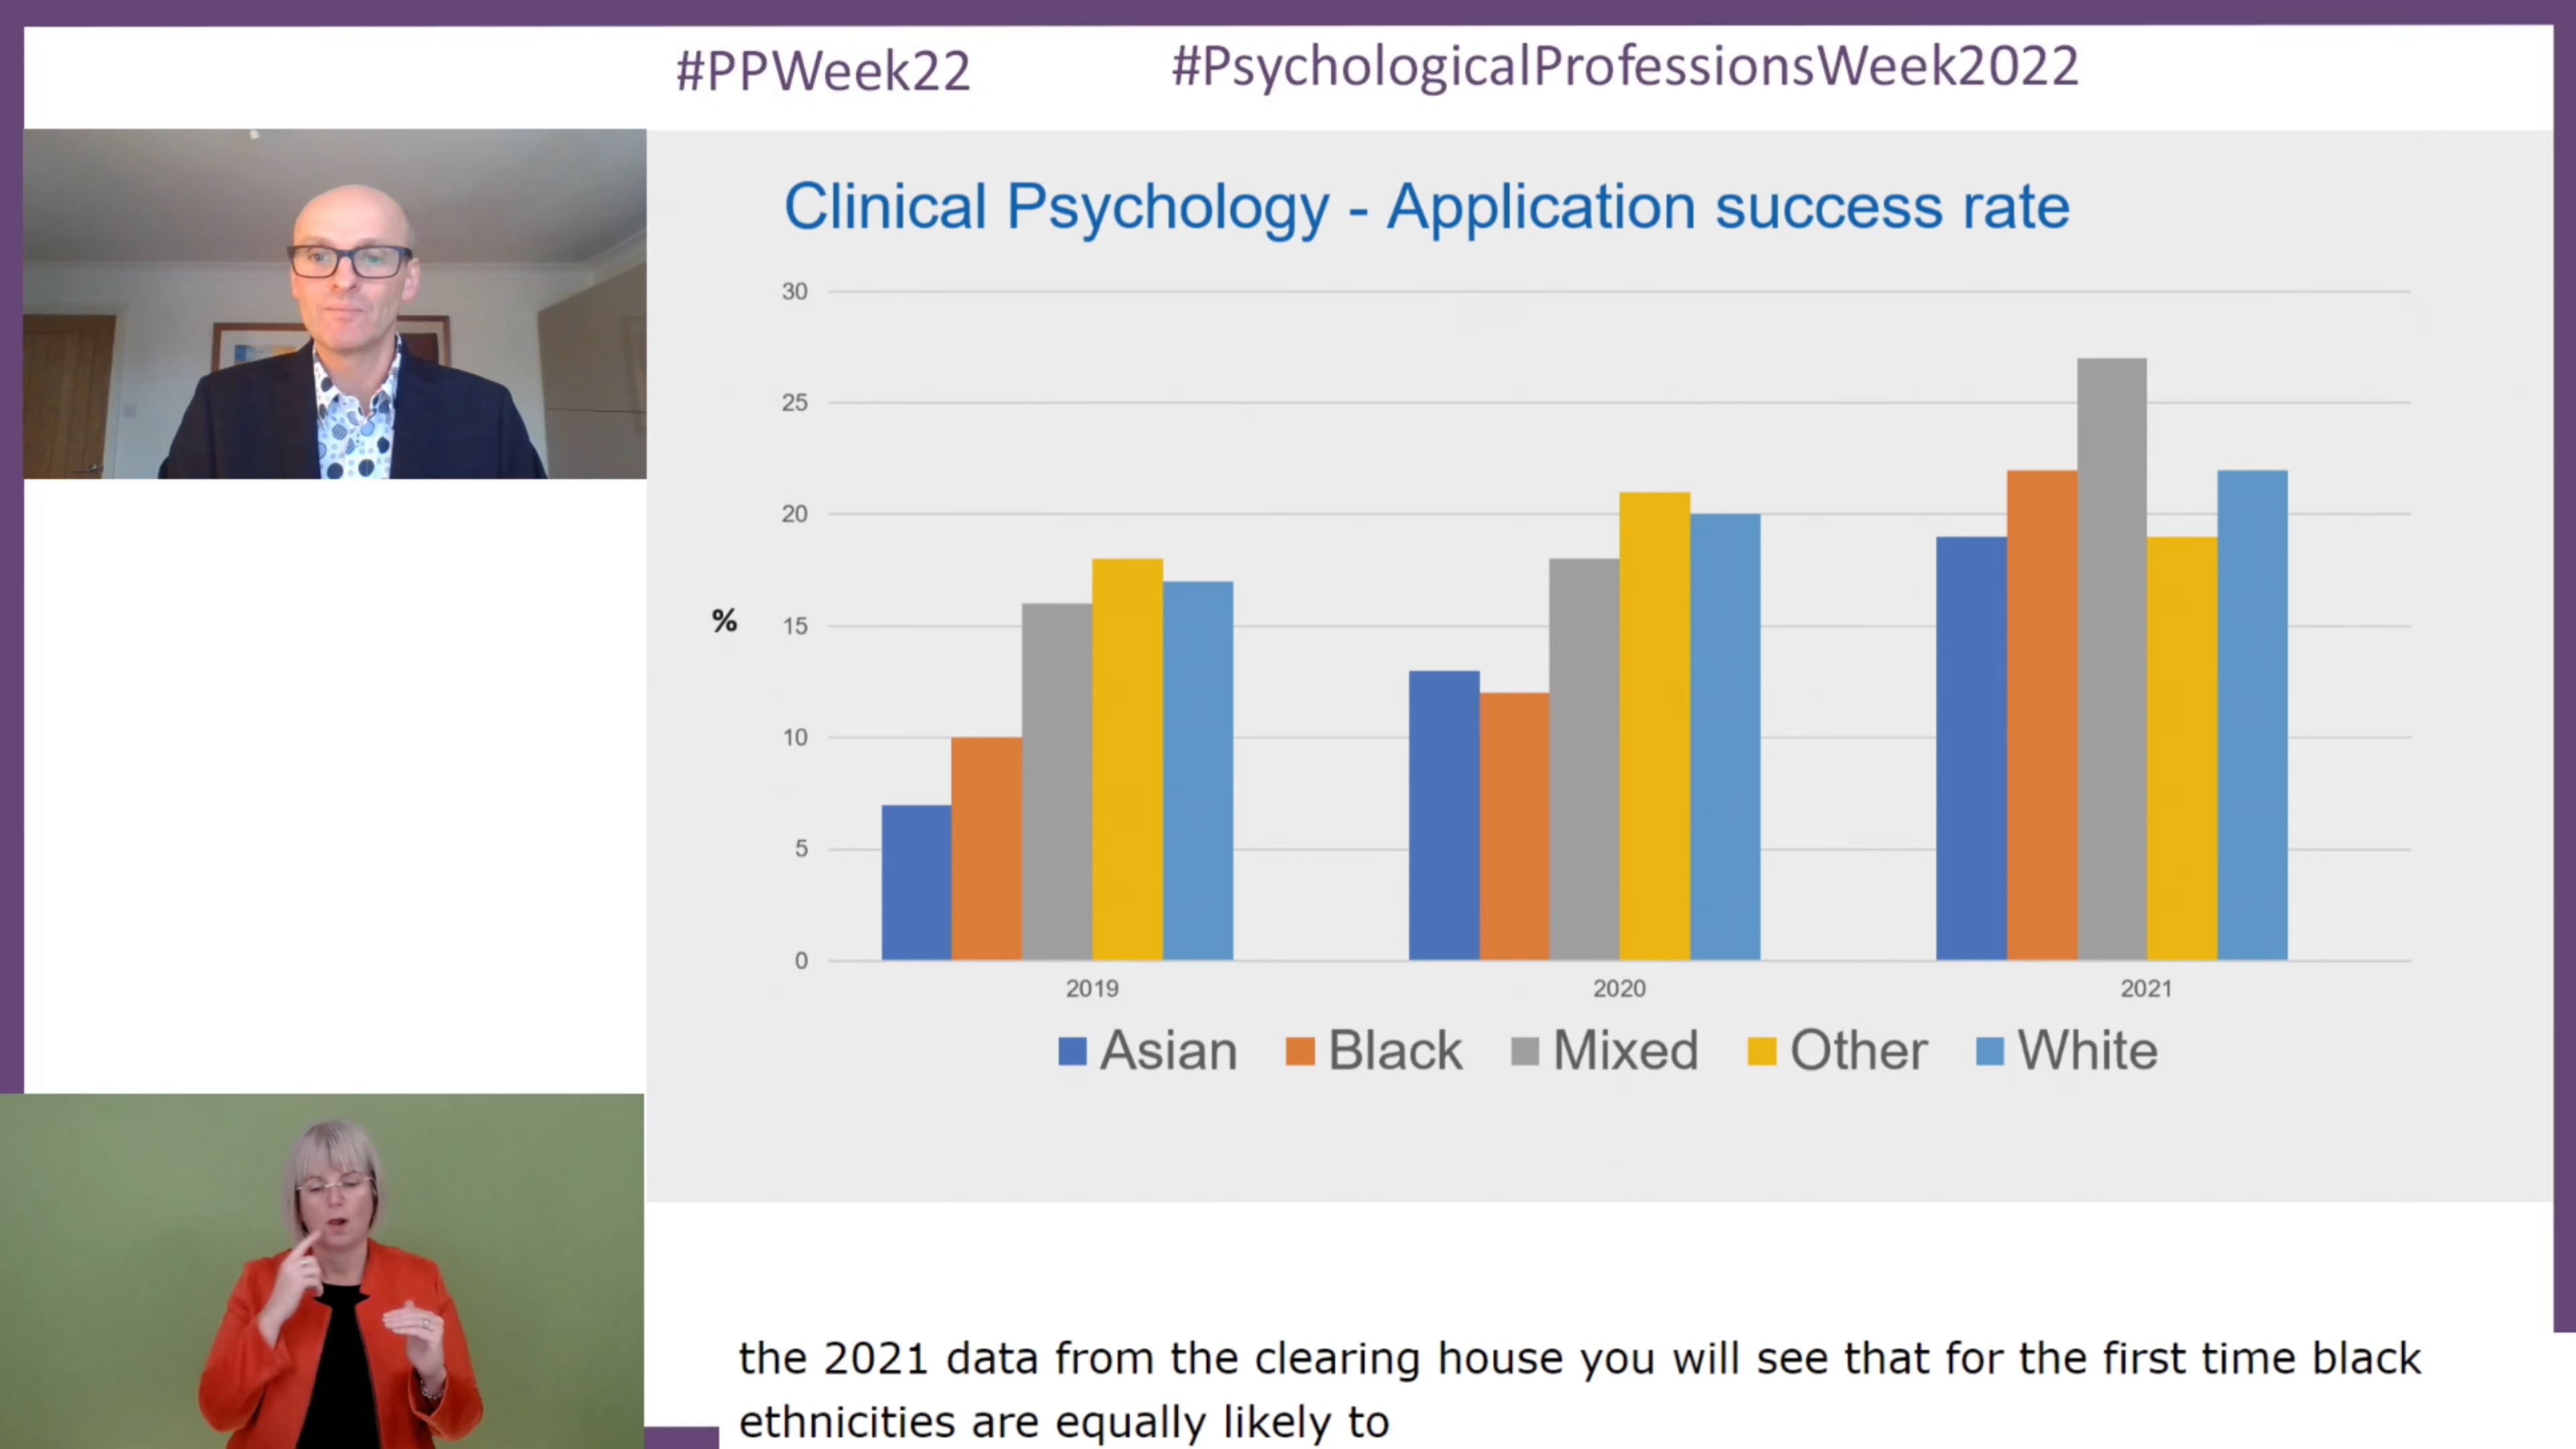 #PPWeek22 #PsychologicalProfessionsWeek2022
Clinical Psychology - Application success rate
30
25
20
% 15
10
5
0
2019 2020 2021
Asian Black Mixed Other White
the 2021 data from the clearing house you will see that for the first time black
ethnicities are equally likely to